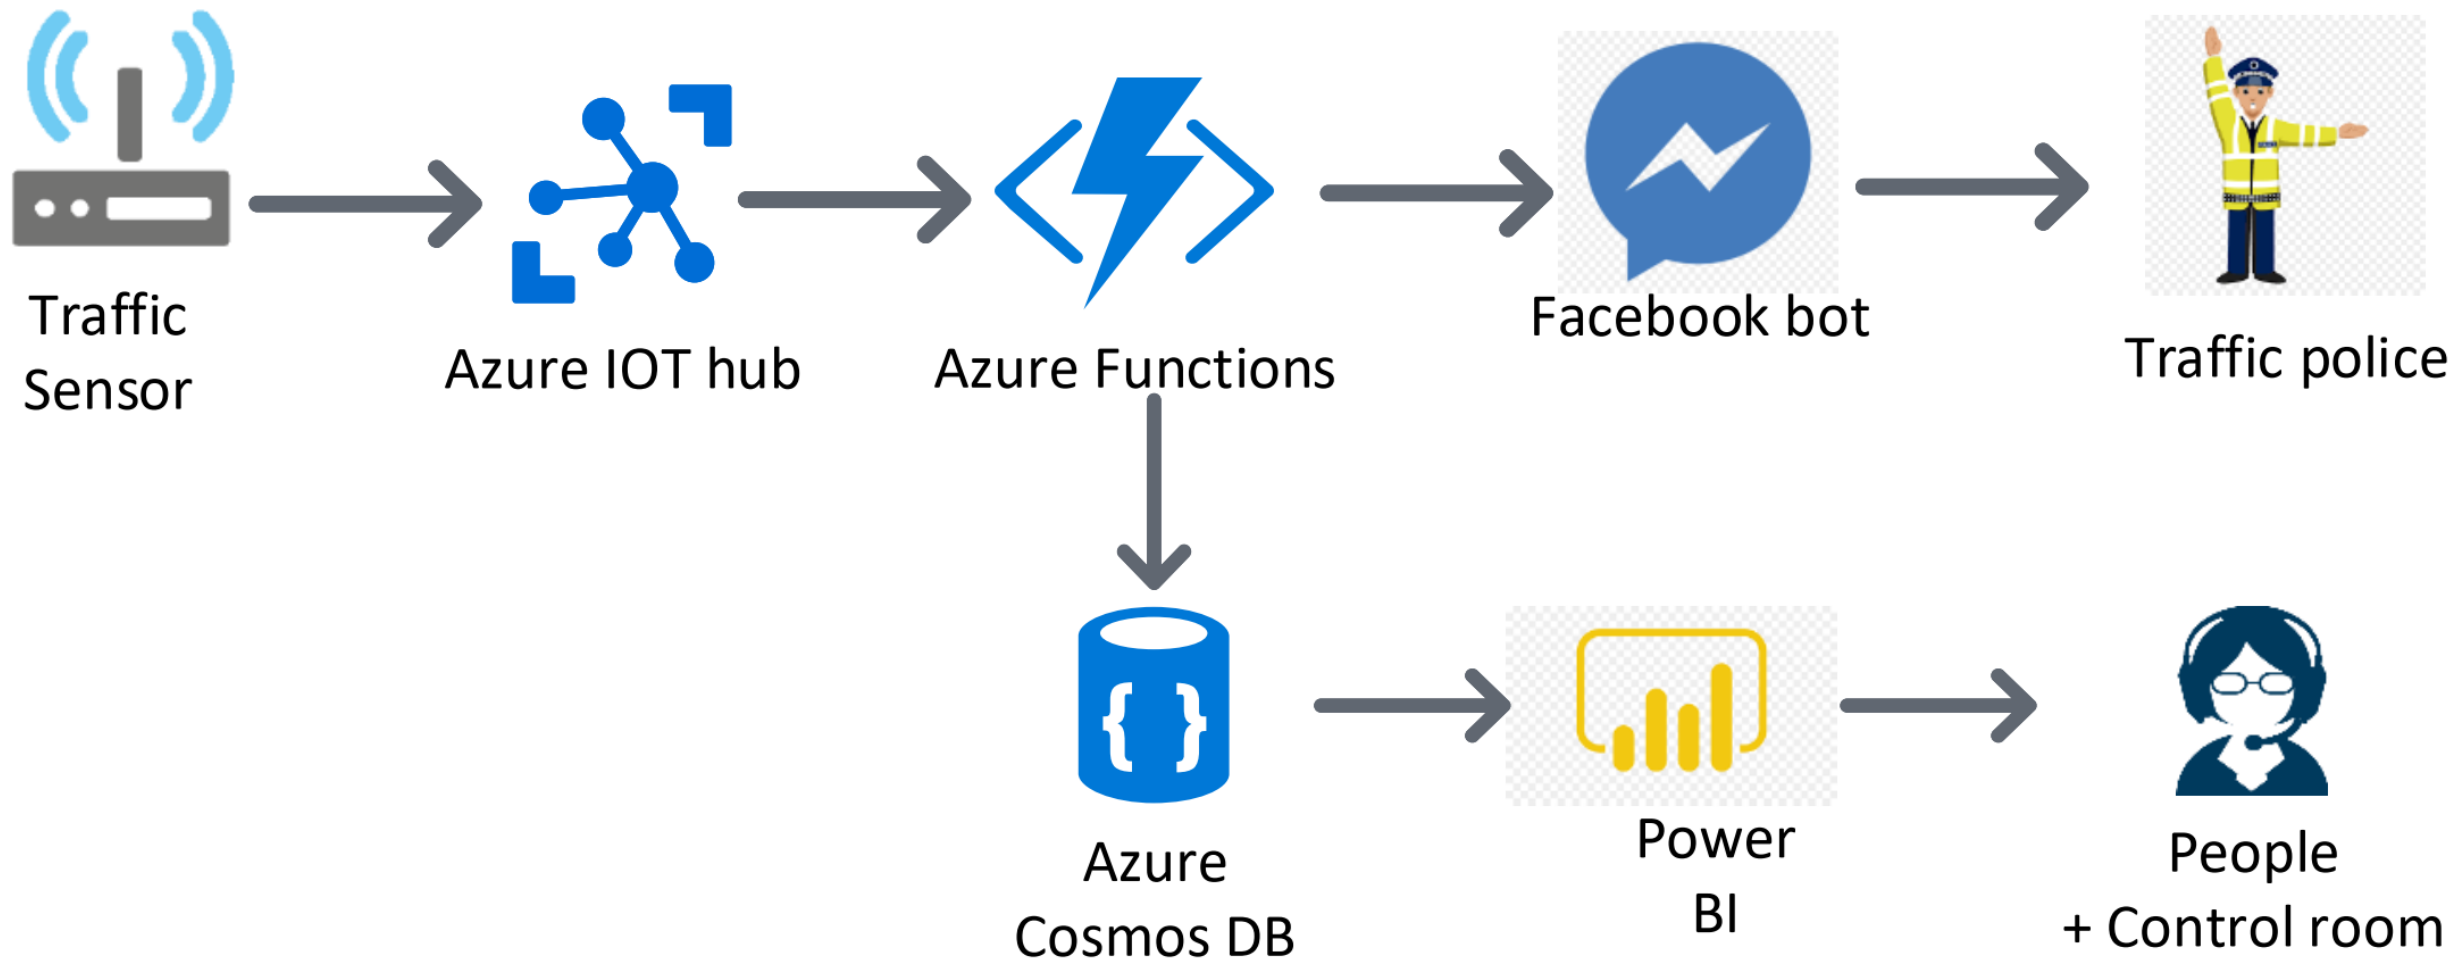 Traffic
Sensor
Azure IOT hub
Azure Functions
Facebook bot
Traffic police
Azure
Cosmos DB
Power
BI
People
+ Control room